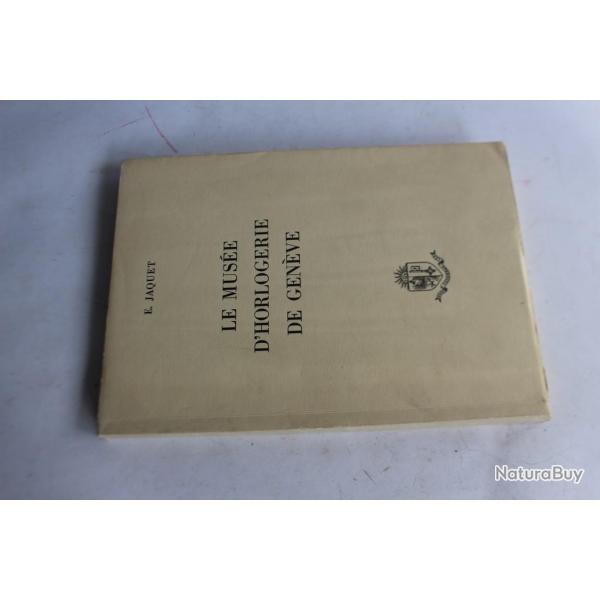 E. JAQUET
LE MUSÉE
D'HORLOGERIE
DE GENÈVE
NaturaBuy